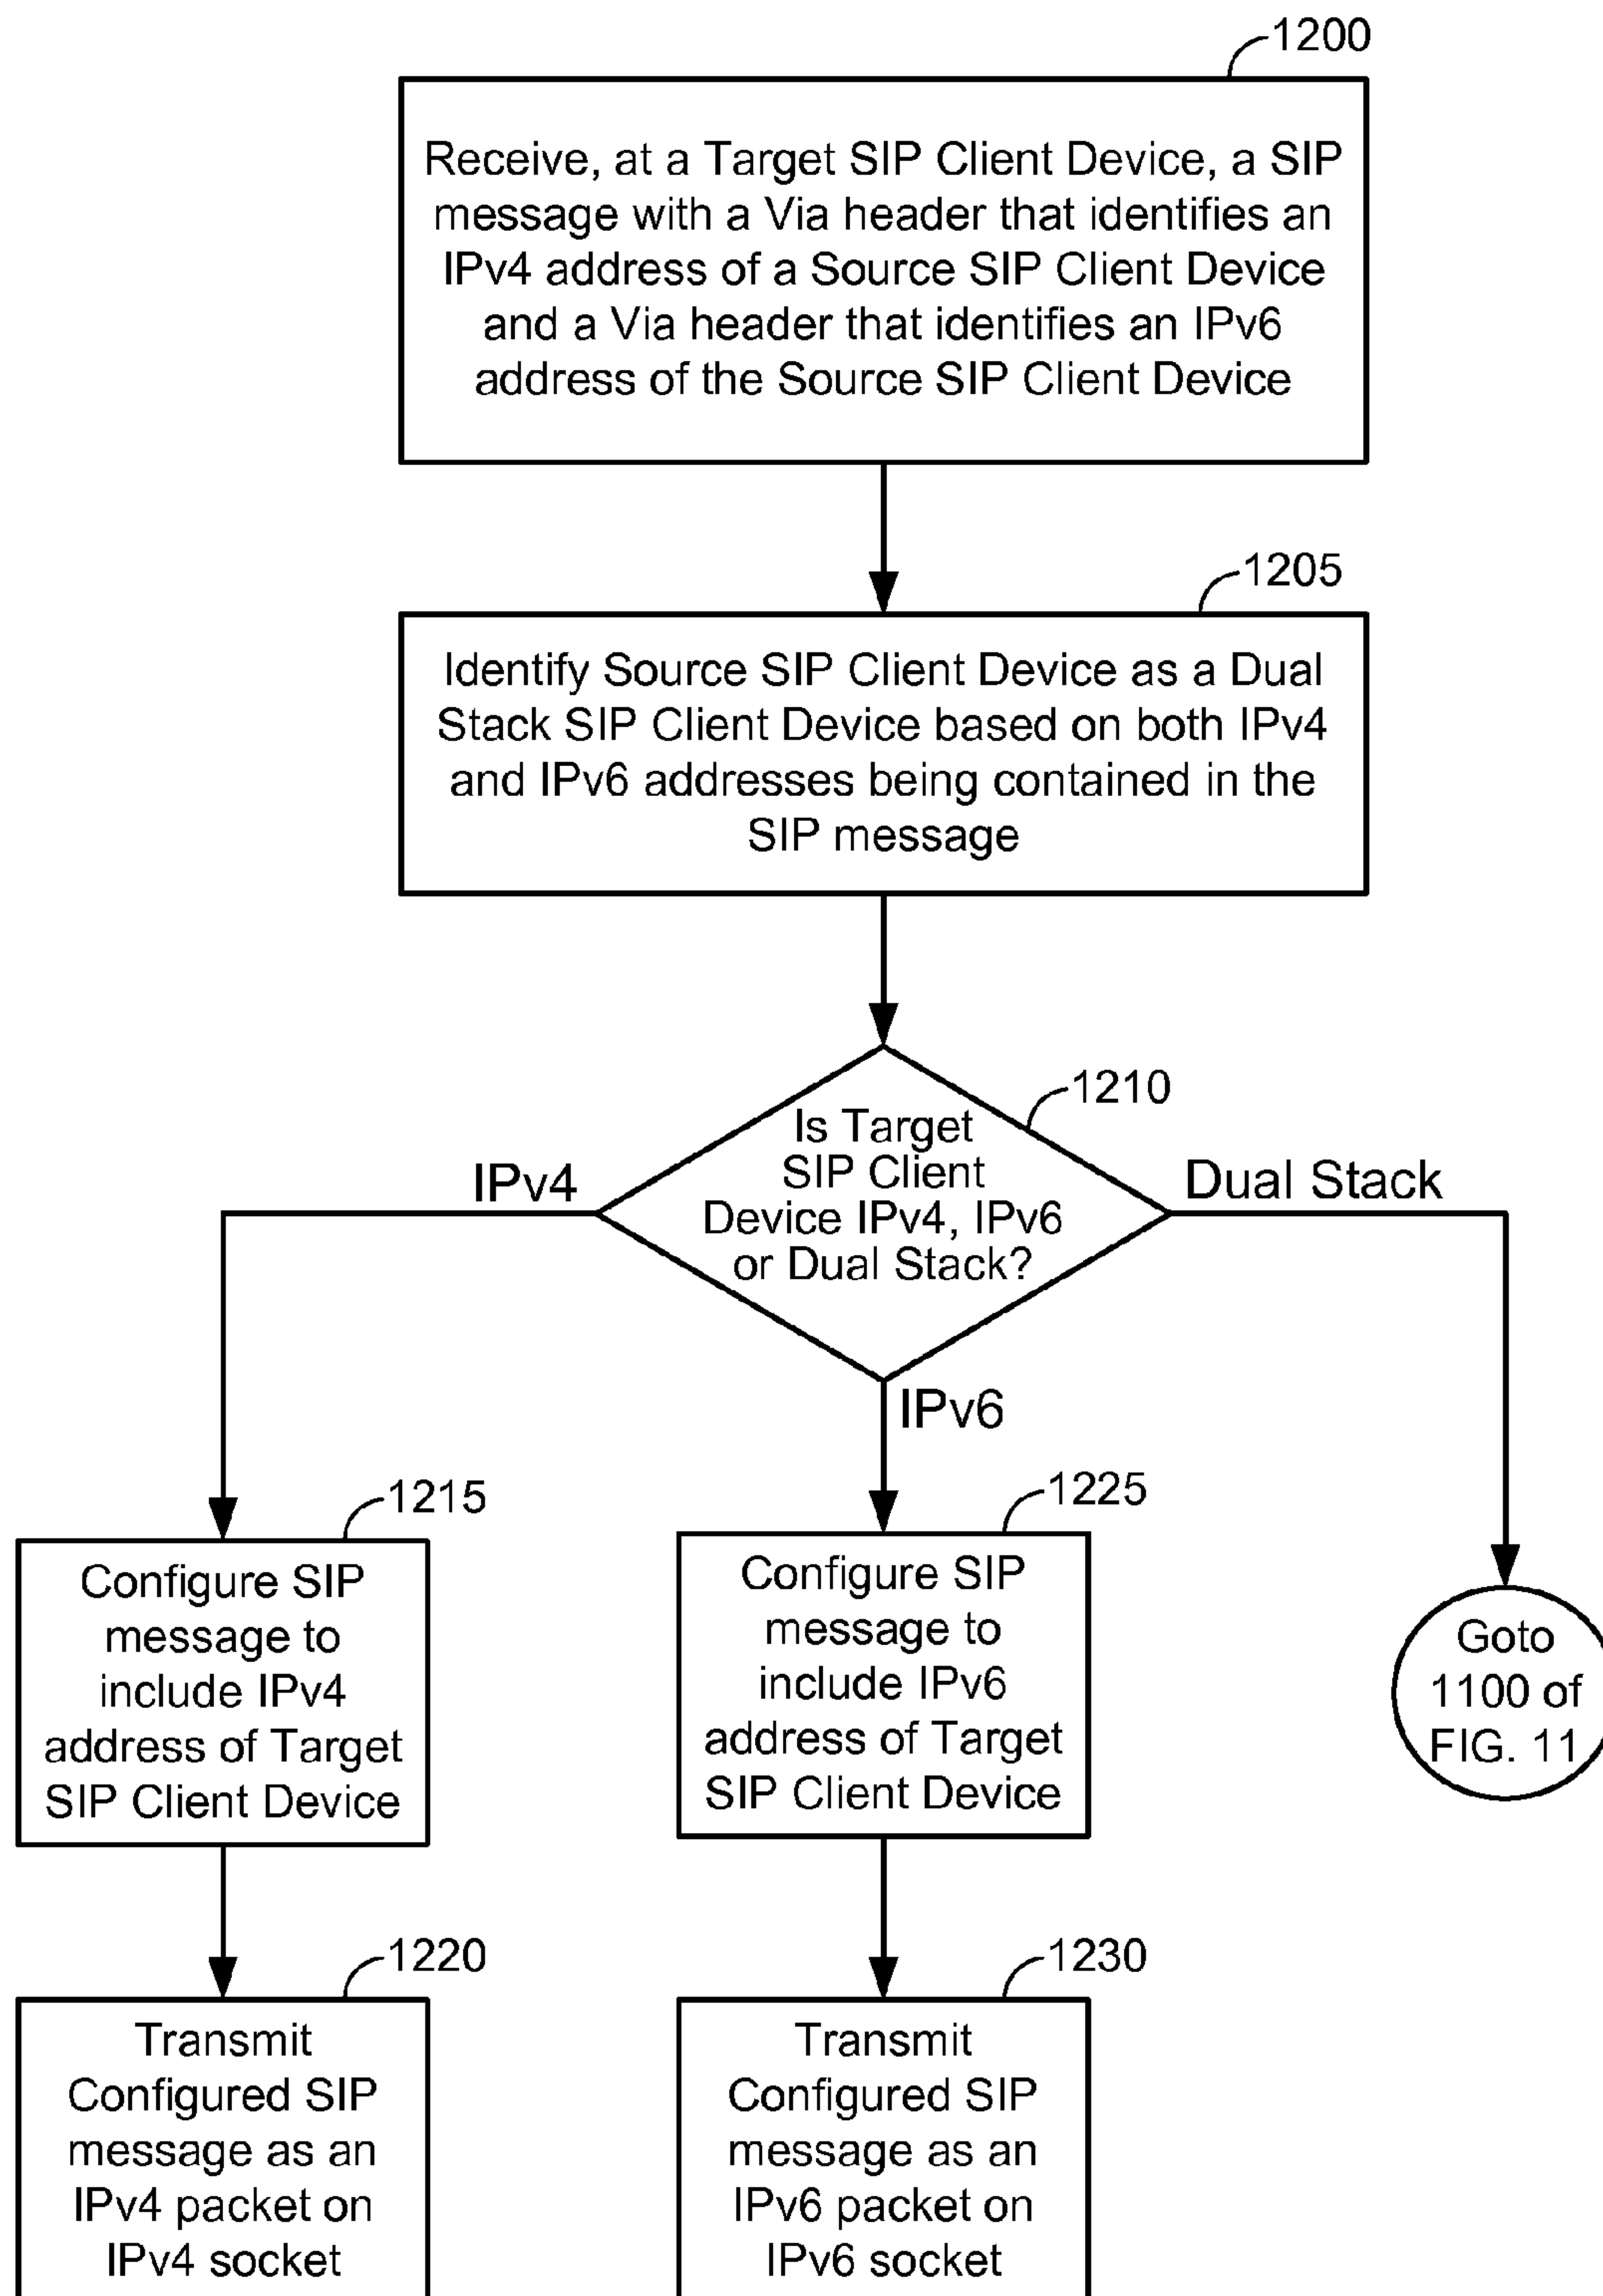 1200
Receive, at a Target SIP Client Device, a SIP
message with a Via header that identifies an
IPv4 address of a Source SIP Client Device
and a Via header that identifies an IPv6
address of the Source SIP Client Device
1205
Identify Source SIP Client Device as a Dual
Stack SIP Client Device based on both IPv4
and IPv6 addresses being contained in the
SIP message
1210
Is Target
SIP Client
Device IPv4, IPv6
or Dual Stack?
IPv4
Dual Stack
IPv6
1215
Configure SIP
message to
include IPv4
address of Target
SIP Client Device
1225
Configure SIP
message to
include IPv6
address of Target
SIP Client Device
Goto
1100 of
FIG. 11
1220
Transmit
Configured SIP
message as an
IPv4 packet on
IPv4 socket
1230
Transmit
Configured SIP
message as an
IPv6 packet on
IPv6 socket